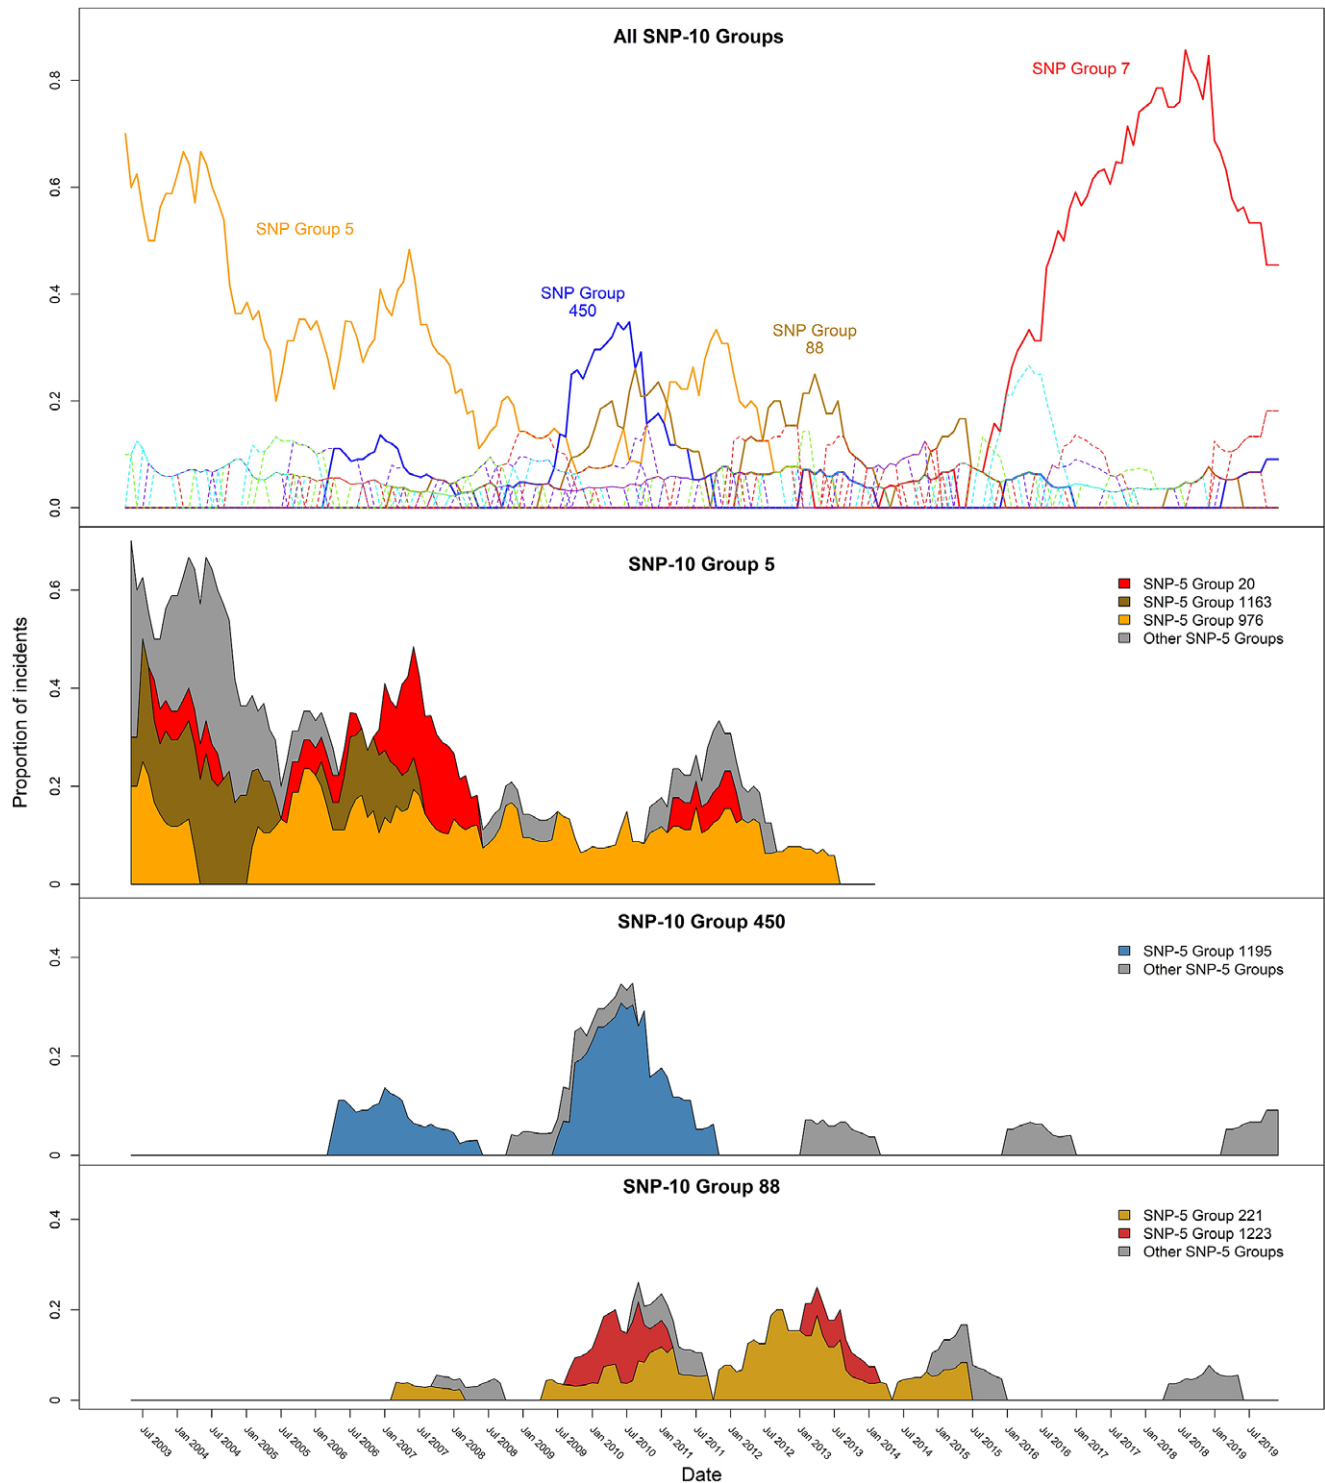 All SNP-10 Groups
0.8
0.6
0.4
0.2
0.0
SNP Group 7
SNP Group 5
SNP Group
450
SNP Group
88
Proportion of incidents
SNP-10 Group 5
0.6
0.4
0.2
0
SNP-5 Group 20
SNP-5 Group 1163
SNP-5 Group 976
Other SNP-5 Groups
SNP-10 Group 450
0.4
0.2
0
SNP-5 Group 1195
Other SNP-5 Groups
SNP-10 Group 88
0.4
0.2
0
SNP-5 Group 221
SNP-5 Group 1223
Other SNP-5 Groups
Jul 2003
Jan 2004
Jul 2004
Jan 2005
Jul 2005
Jan 2006
Jul 2006
Jan 2007
Jul 2007
Jan 2008
Jul 2008
Jan 2009
Jul 2009
Jan 2010
Jul 2010
Jan 2011
Jul 2011
Jan 2012
Jul 2012
Jan 2013
Jul 2013
Jan 2014
Jul 2014
Jan 2015
Jul 2015
Jan 2016
Jul 2016
Jan 2017
Jul 2017
Jan 2018
Jul 2018
Jan 2019
Jul 2019
Date